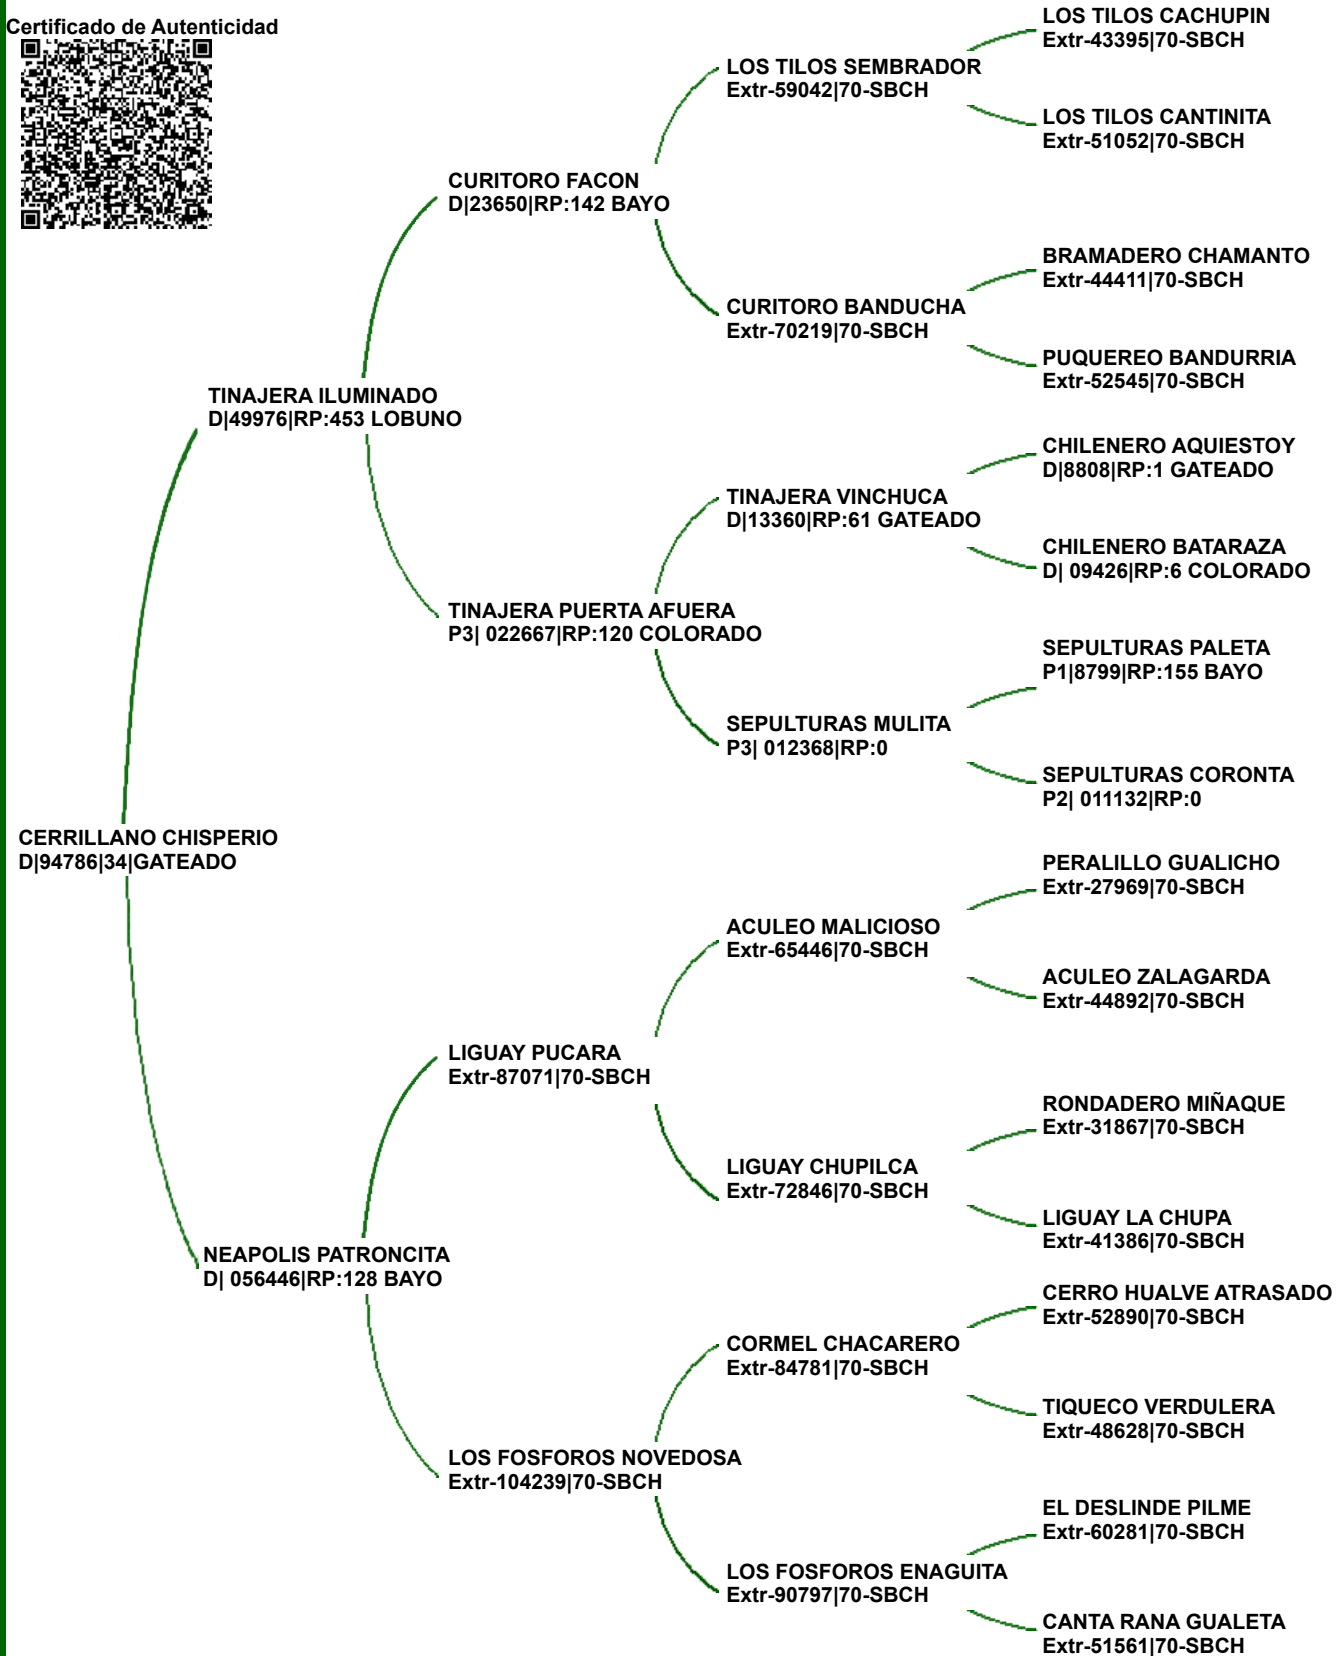 Certificado de Autenticidad
CERRILLANO CHISPERIO
D|94786|34|GATEADO
TINAJERA ILUMINADO
D|49976|RP:453 LOBUNO
NEAPOLIS PATRONCITA
D| 056446|RP:128 BAYO
CURITORO FACON
D|23650|RP:142 BAYO
TINAJERA PUERTA AFUERA
P3| 022667|RP:120 COLORADO
LIGUAY PUCARA
Extr-87071|70-SBCH
LOS FOSFOROS NOVEDOSA
Extr-104239|70-SBCH
LOS TILOS SEMBRADOR
Extr-59042|70-SBCH
CURITORO BANDUCHA
Extr-70219|70-SBCH
TINAJERA VINCHUCA
D|13360|RP:61 GATEADO
SEPULTURAS MULITA
P3| 012368|RP:0
ACULEO MALICIOSO
Extr-65446|70-SBCH
LIGUAY CHUPILCA
Extr-72846|70-SBCH
CORMEL CHACARERO
Extr-84781|70-SBCH
LOS FOSFOROS ENAGUITA
Extr-90797|70-SBCH
LOS TILOS CACHUPIN
Extr-43395|70-SBCH
LOS TILOS CANTINITA
Extr-51052|70-SBCH
BRAMADERO CHAMANTO
Extr-44411|70-SBCH
PUQUEREO BANDURRIA
Extr-52545|70-SBCH
CHILENERO AQUIESTOY
D|8808|RP:1 GATEADO
CHILENERO BATARAZA
D| 09426|RP:6 COLORADO
SEPULTURAS PALETA
P1|8799|RP:155 BAYO
SEPULTURAS CORONTA
P2| 011132|RP:0
PERALILLO GUALICHO
Extr-27969|70-SBCH
ACULEO ZALAGARDA
Extr-44892|70-SBCH
RONDADERO MIÑAQUE
Extr-31867|70-SBCH
LIGUAY LA CHUPA
Extr-41386|70-SBCH
CERRO HUALVE ATRASADO
Extr-52890|70-SBCH
TIQUECO VERDULERA
Extr-48628|70-SBCH
EL DESLINDE PILME
Extr-60281|70-SBCH
CANTA RANA GUALETA
Extr-51561|70-SBCH